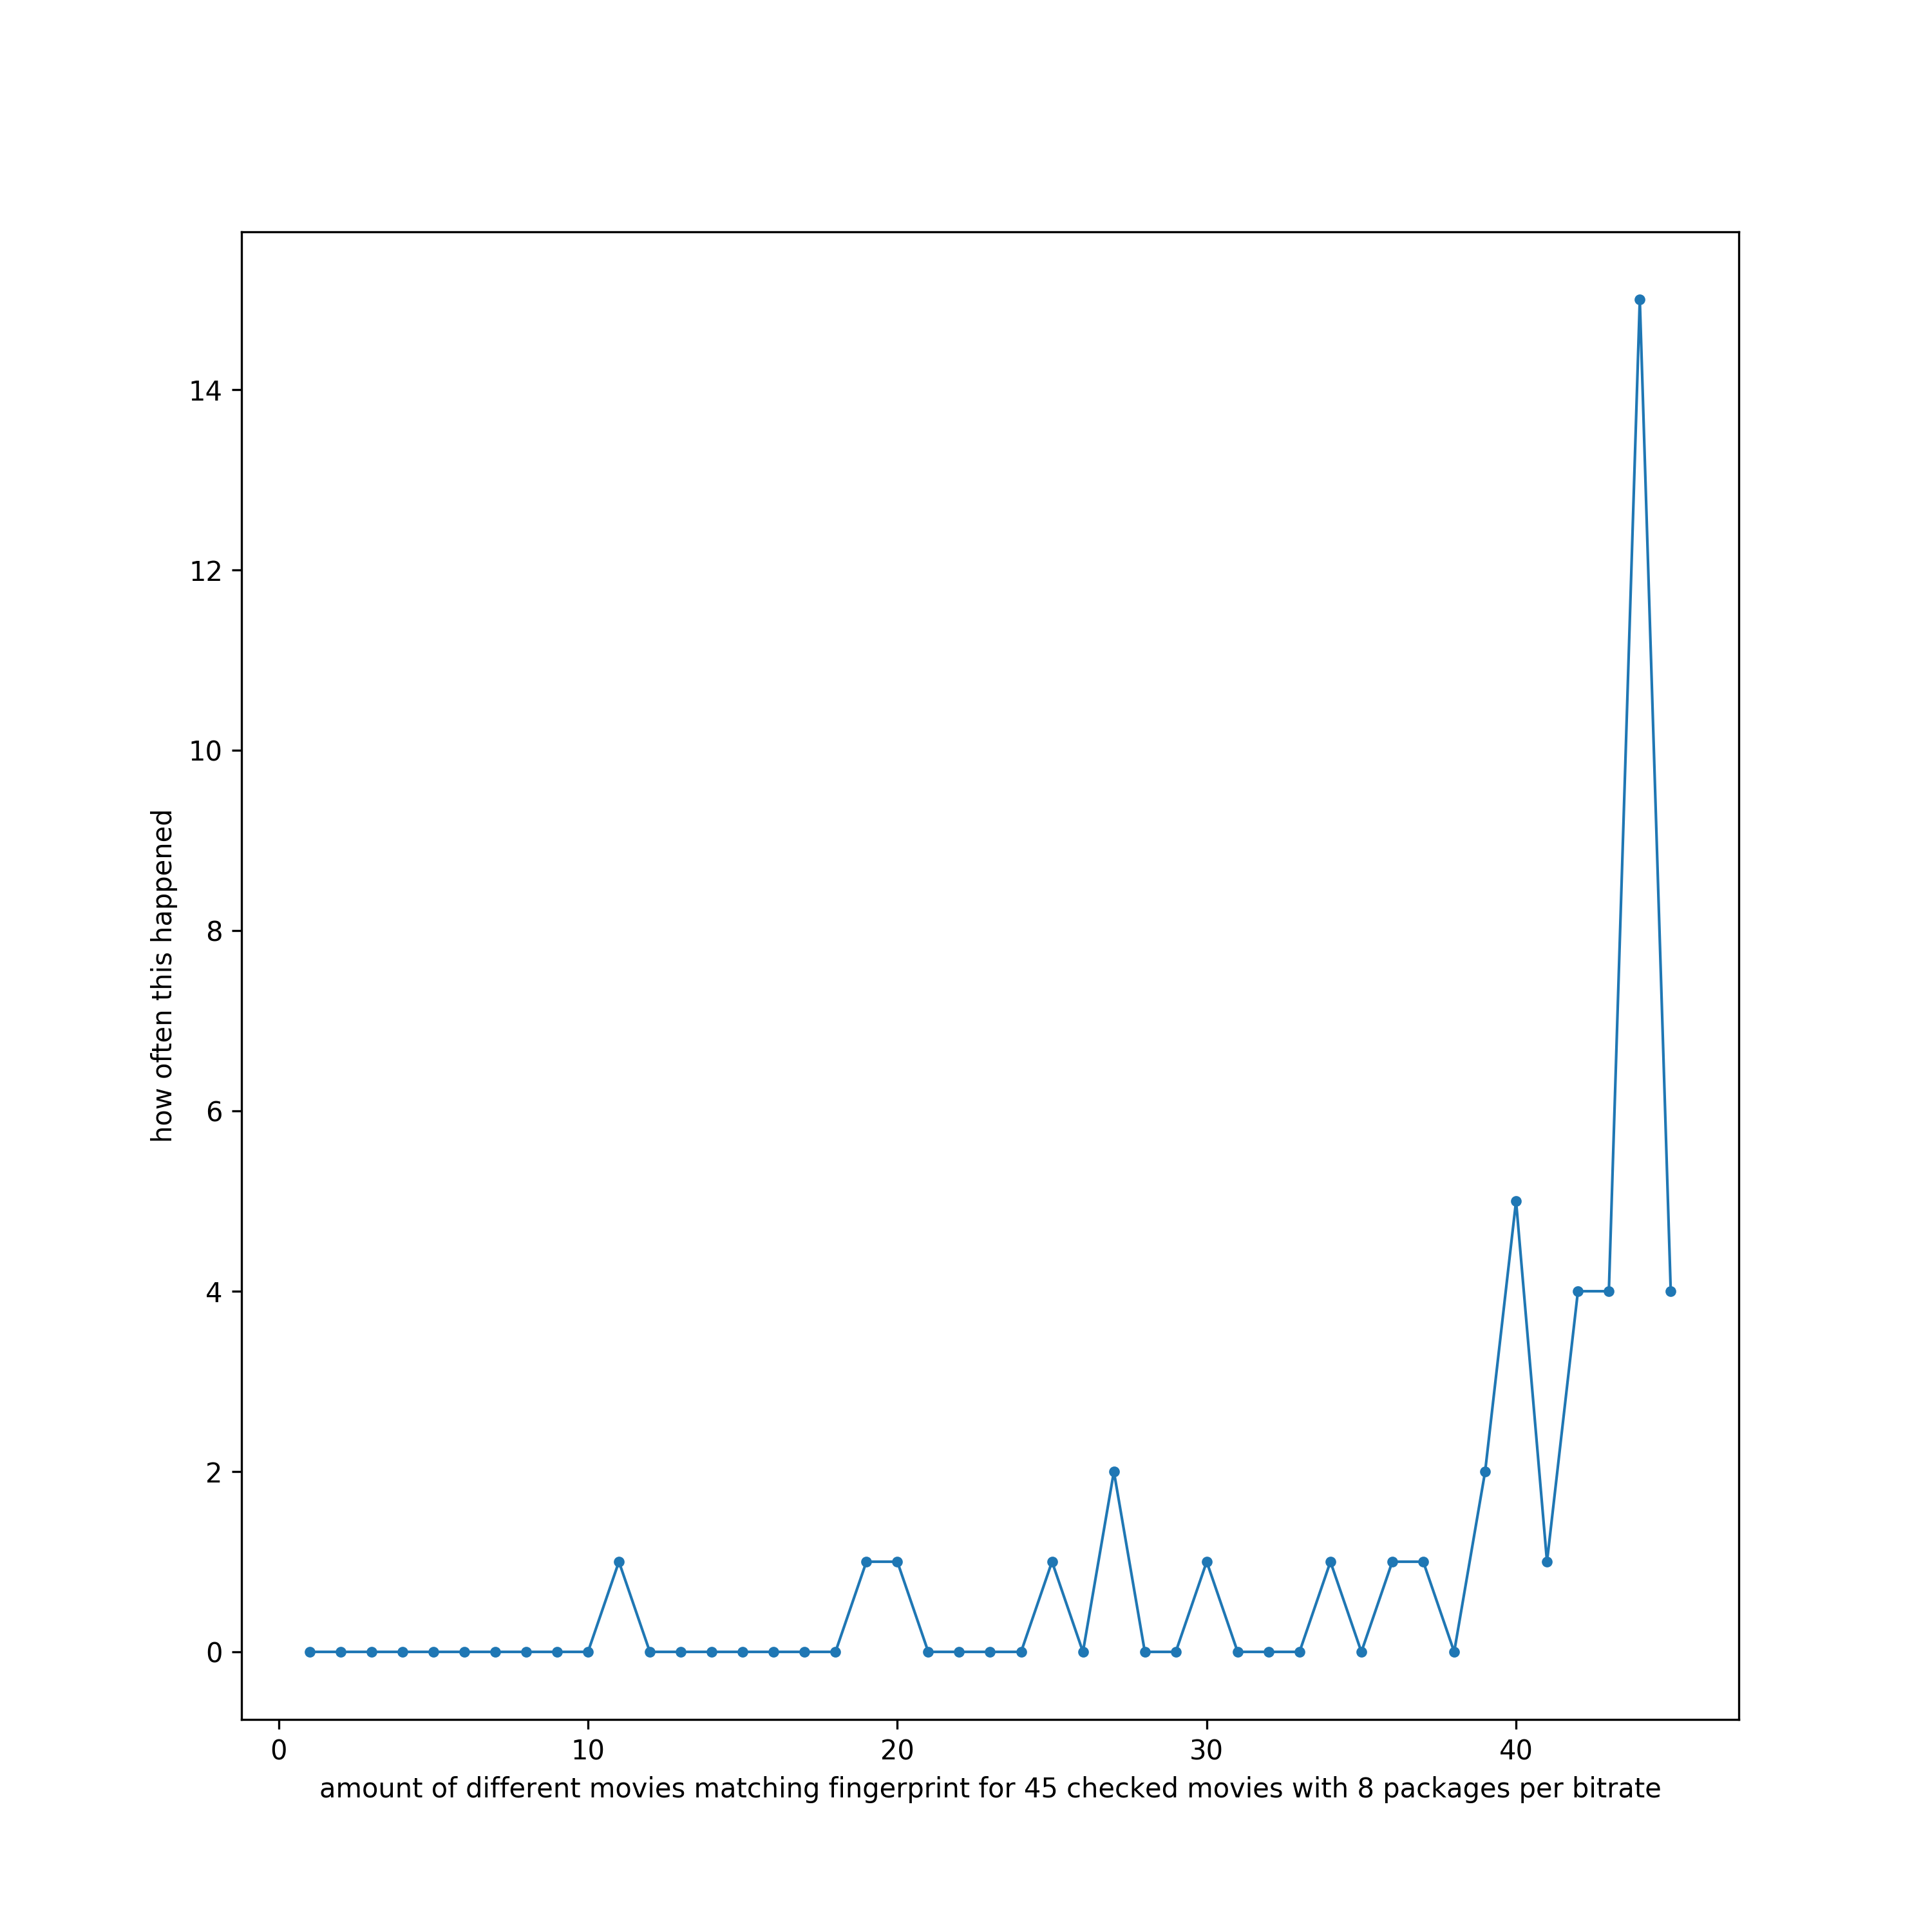 14
12
10
8
6
4
2
0
how often this happened
0 10 20 30 40
amount of different movies matching fingerprint for 45 checked movies with 8 packages per bitrate